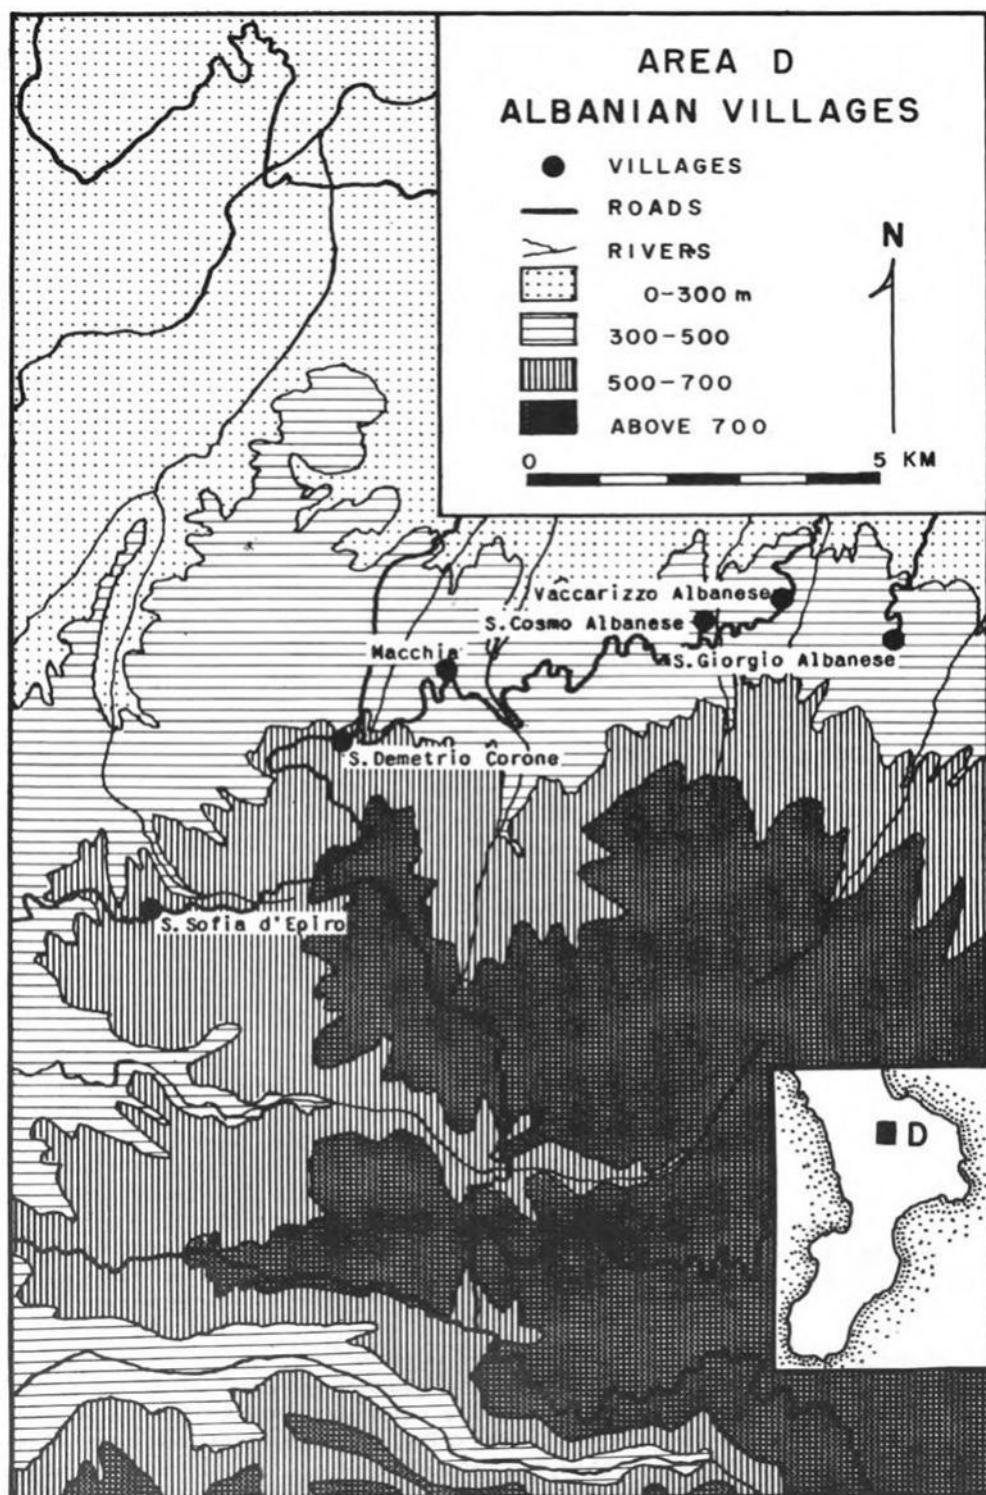 AREA D
ALBANIAN VILLAGES
VILLAGES
ROADS
RIVERS
N
0-300 m
300-500
500-700
ABOVE 700
0 5 KM
Vaccarizzo Albanese
S.Cosmo Albanese
S.Giorgio Albanese
Macchia
S.Demetrio Corone
S.Sofia d'Epiro
D